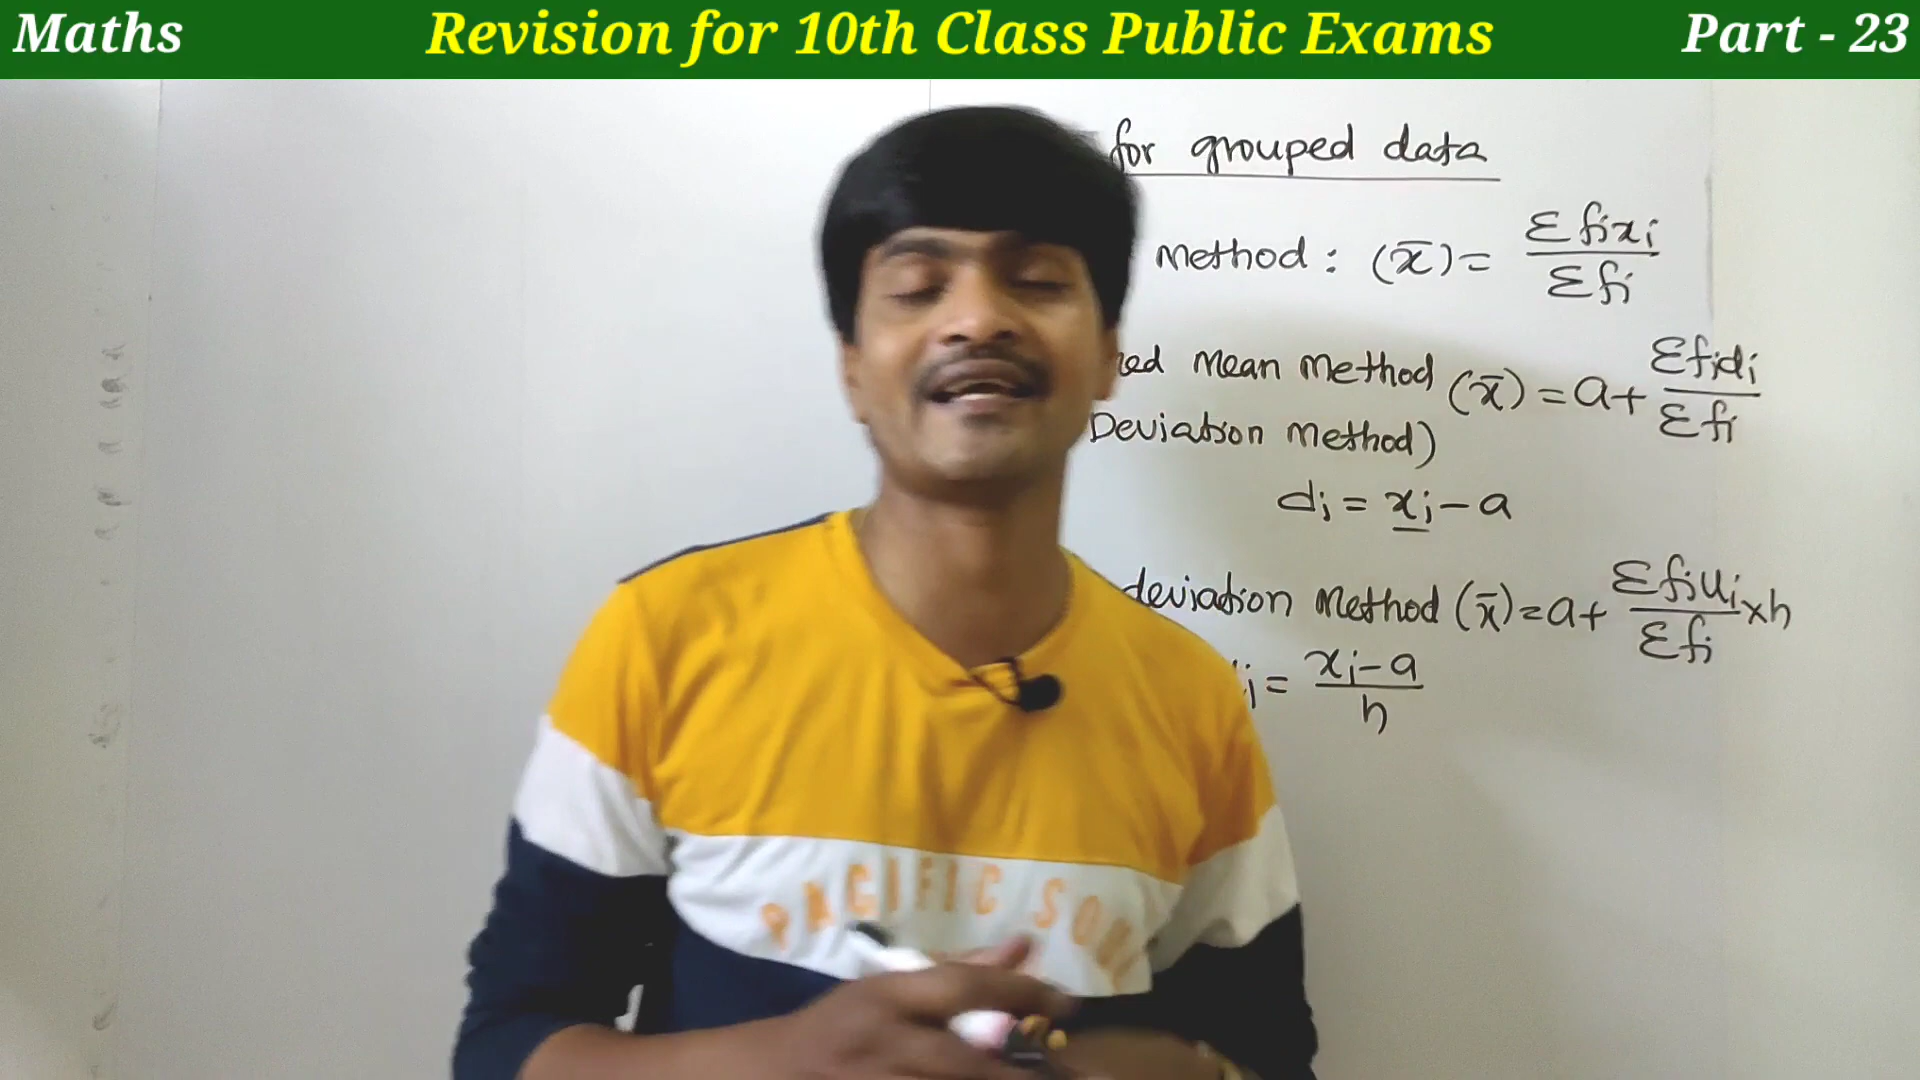 Maths Revision for 10th Class Public Exams Part - 23
for grouped data
method : (x̄) = Σfixi / Σfi
Mean method (x̄) = a + Σfidi / Σfi
Deviation method)
di = xi - a
deviation method (x̄) = a + Σfiui / Σfi × h
i = xi - a / h
PACIFIC